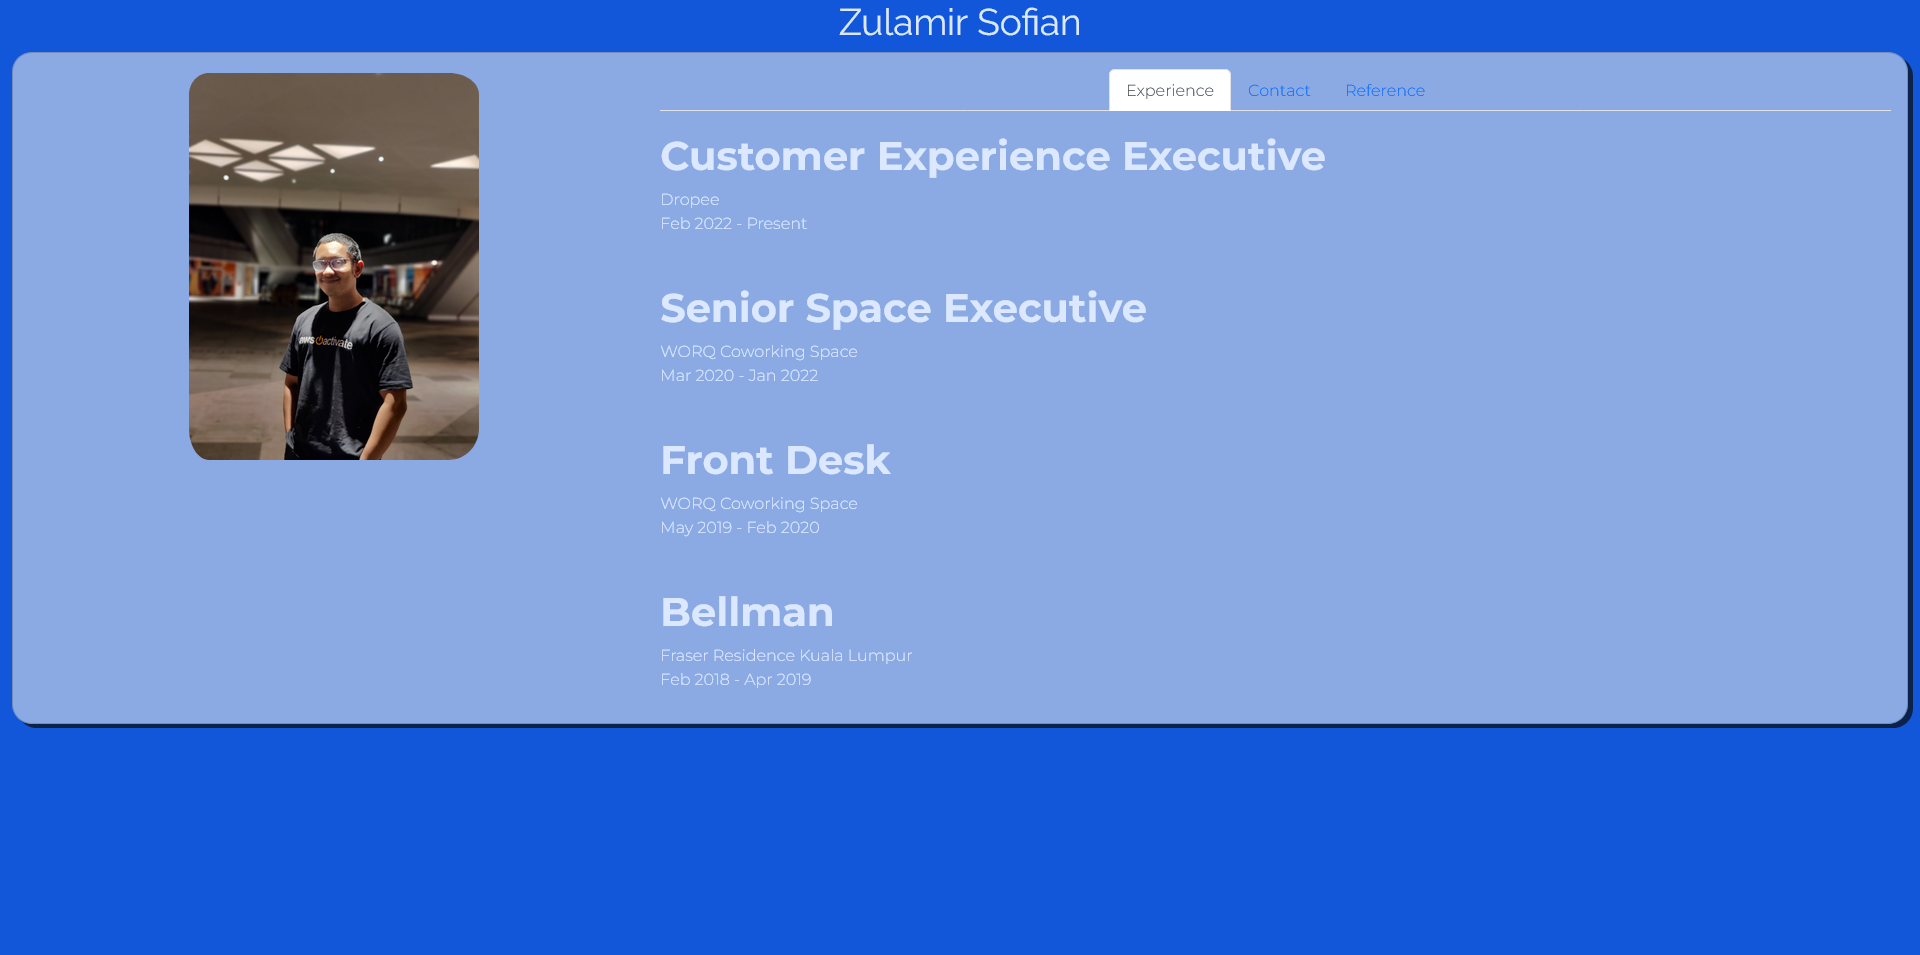 Zulamir Sofian
Experience
Contact
Reference
Customer Experience Executive
Dropee
Feb 2022 - Present
Senior Space Executive
WORQ Coworking Space
Mar 2020 - Jan 2022
Front Desk
WORQ Coworking Space
May 2019 - Feb 2020
Bellman
Fraser Residence Kuala Lumpur
Feb 2018 - Apr 2019
activate